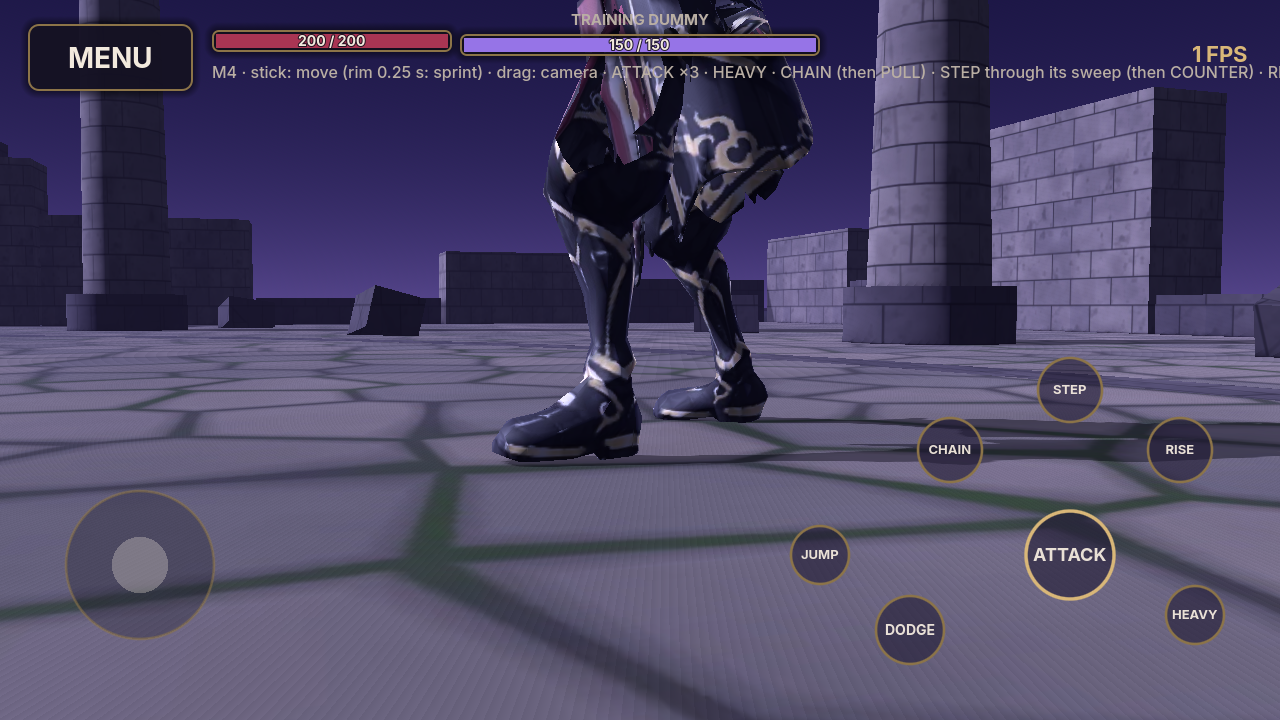 TRAINING DUMMY
MENU
200 / 200
150 / 150
1 FPS
M4 · stick: move (rim 0.25 s: sprint) · drag: camera · ATTACK ×3 · HEAVY · CHAIN (then PULL) · STEP through its sweep (then COUNTER) ·
STEP
CHAIN
RISE
JUMP
ATTACK
HEAVY
DODGE